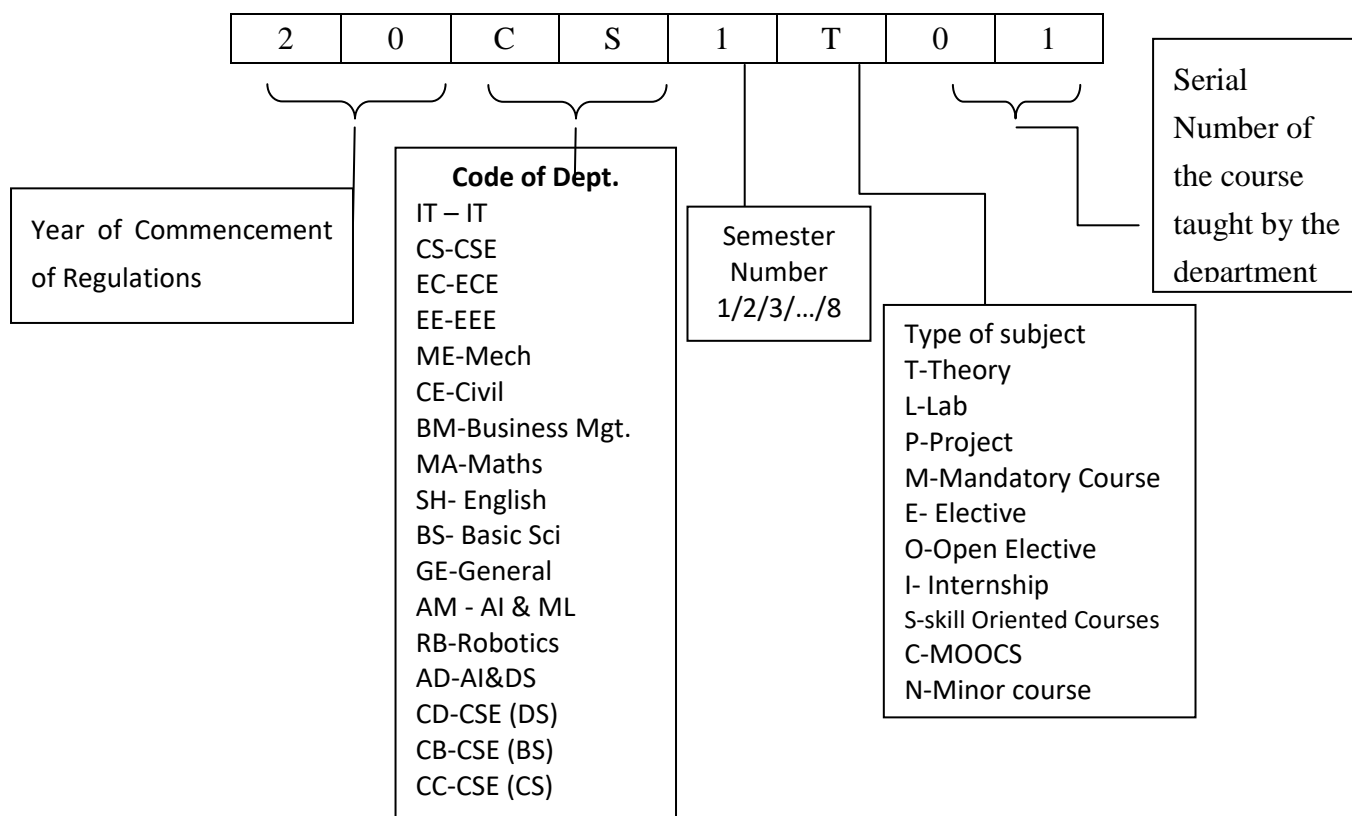 2 0 C S 1 T 0 1
Year of Commencement
of Regulations
Code of Dept.
IT – IT
CS-CSE
EC-ECE
EE-EEE
ME-Mech
CE-Civil
BM-Business Mgt.
MA-Maths
SH- English
BS- Basic Sci
GE-General
AM - AI & ML
RB-Robotics
AD-AI&DS
CD-CSE (DS)
CB-CSE (BS)
CC-CSE (CS)
Semester
Number
1/2/3/…/8
Type of subject
T-Theory
L-Lab
P-Project
M-Mandatory Course
E- Elective
O-Open Elective
I- Internship
S-skill Oriented Courses
C-MOOCS
N-Minor course
Serial
Number of
the course
taught by the
department